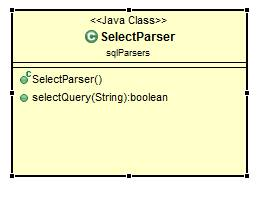 <<Java Class>>
C SelectParser
sqlParsers
C SelectParser()
selectQuery(String):boolean